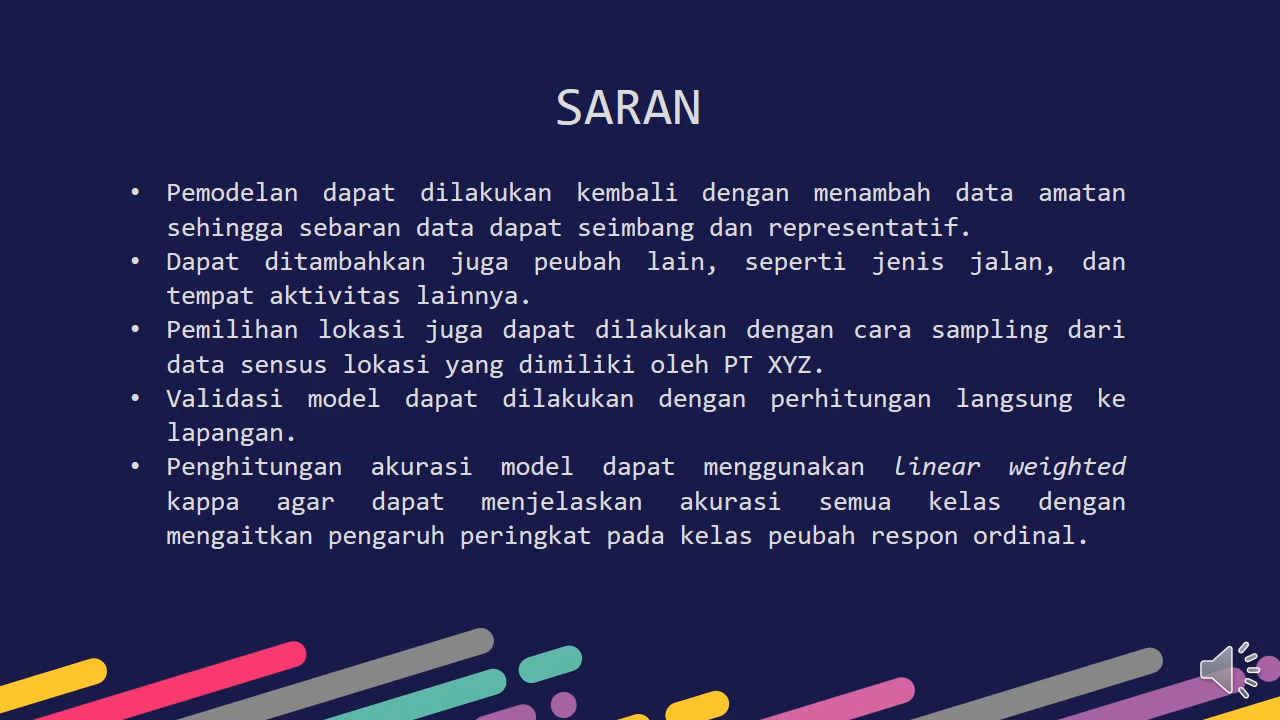 SARAN
• Pemodelan dapat dilakukan kembali dengan menambah data amatan
sehingga sebaran data dapat seimbang dan representatif.
• Dapat ditambahkan juga peubah lain, seperti jenis jalan, dan
tempat aktivitas lainnya.
• Pemilihan lokasi juga dapat dilakukan dengan cara sampling dari
data sensus lokasi yang dimiliki oleh PT XYZ.
• Validasi model dapat dilakukan dengan perhitungan langsung ke
lapangan.
• Penghitungan akurasi model dapat menggunakan linear weighted
kappa agar dapat menjelaskan akurasi semua kelas dengan
mengaitkan pengaruh peringkat pada kelas peubah respon ordinal.